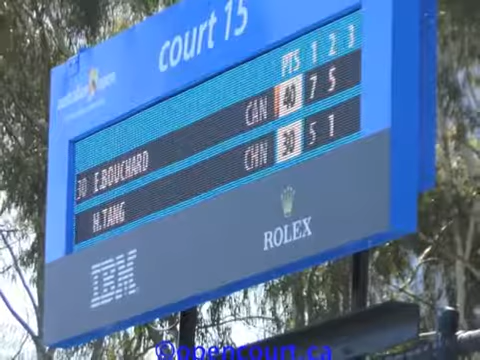 court 15
australian open
PTS 1 2 3
30 E.BOUCHARD CAN 40 7 5
H.TANG CHN 30 5 1
IBM
ROLEX
©opencourt.ca